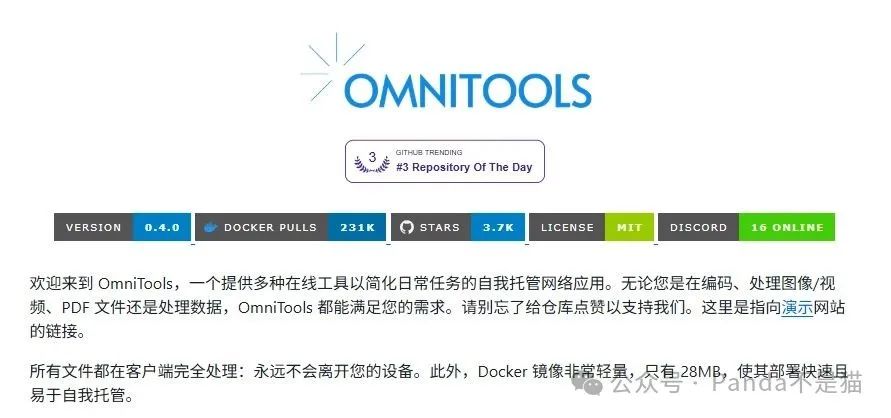 OMNITOOLS
3
GITHUB TRENDING
#3 Repository Of The Day
VERSION 0.4.0 DOCKER PULLS 231K STARS 3.7K LICENSE MIT DISCORD 16 ONLINE
欢迎来到 OmniTools，一个提供多种在线工具以简化日常任务的自我托管网络应用。无论您是在编码、处理图像/视
频、PDF 文件还是处理数据，OmniTools 都能满足您的需求。请别忘了给仓库点赞以支持我们。这里是指向演示网站
的链接。
所有文件都在客户端完全处理：永远不会离开您的设备。此外，Docker 镜像非常轻量，只有 28MB，使其部署快速且
易于自我托管。
公众号 · Panda不是猫